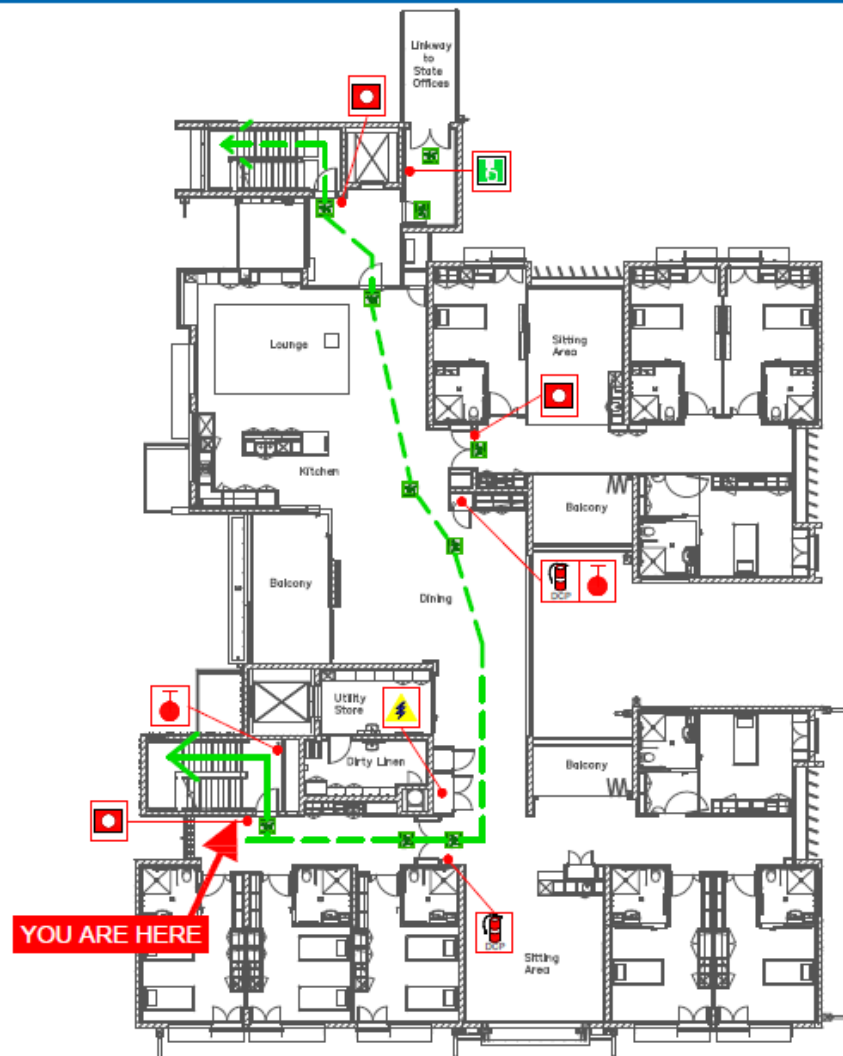 Linkway
to
State
Offices
Lounge
Sitting
Area
Kitchen
Balcony
DCP
Balcony
Dining
Utility
Store
Dirty Linen
Balcony
YOU ARE HERE
DCP
Sitting
Area